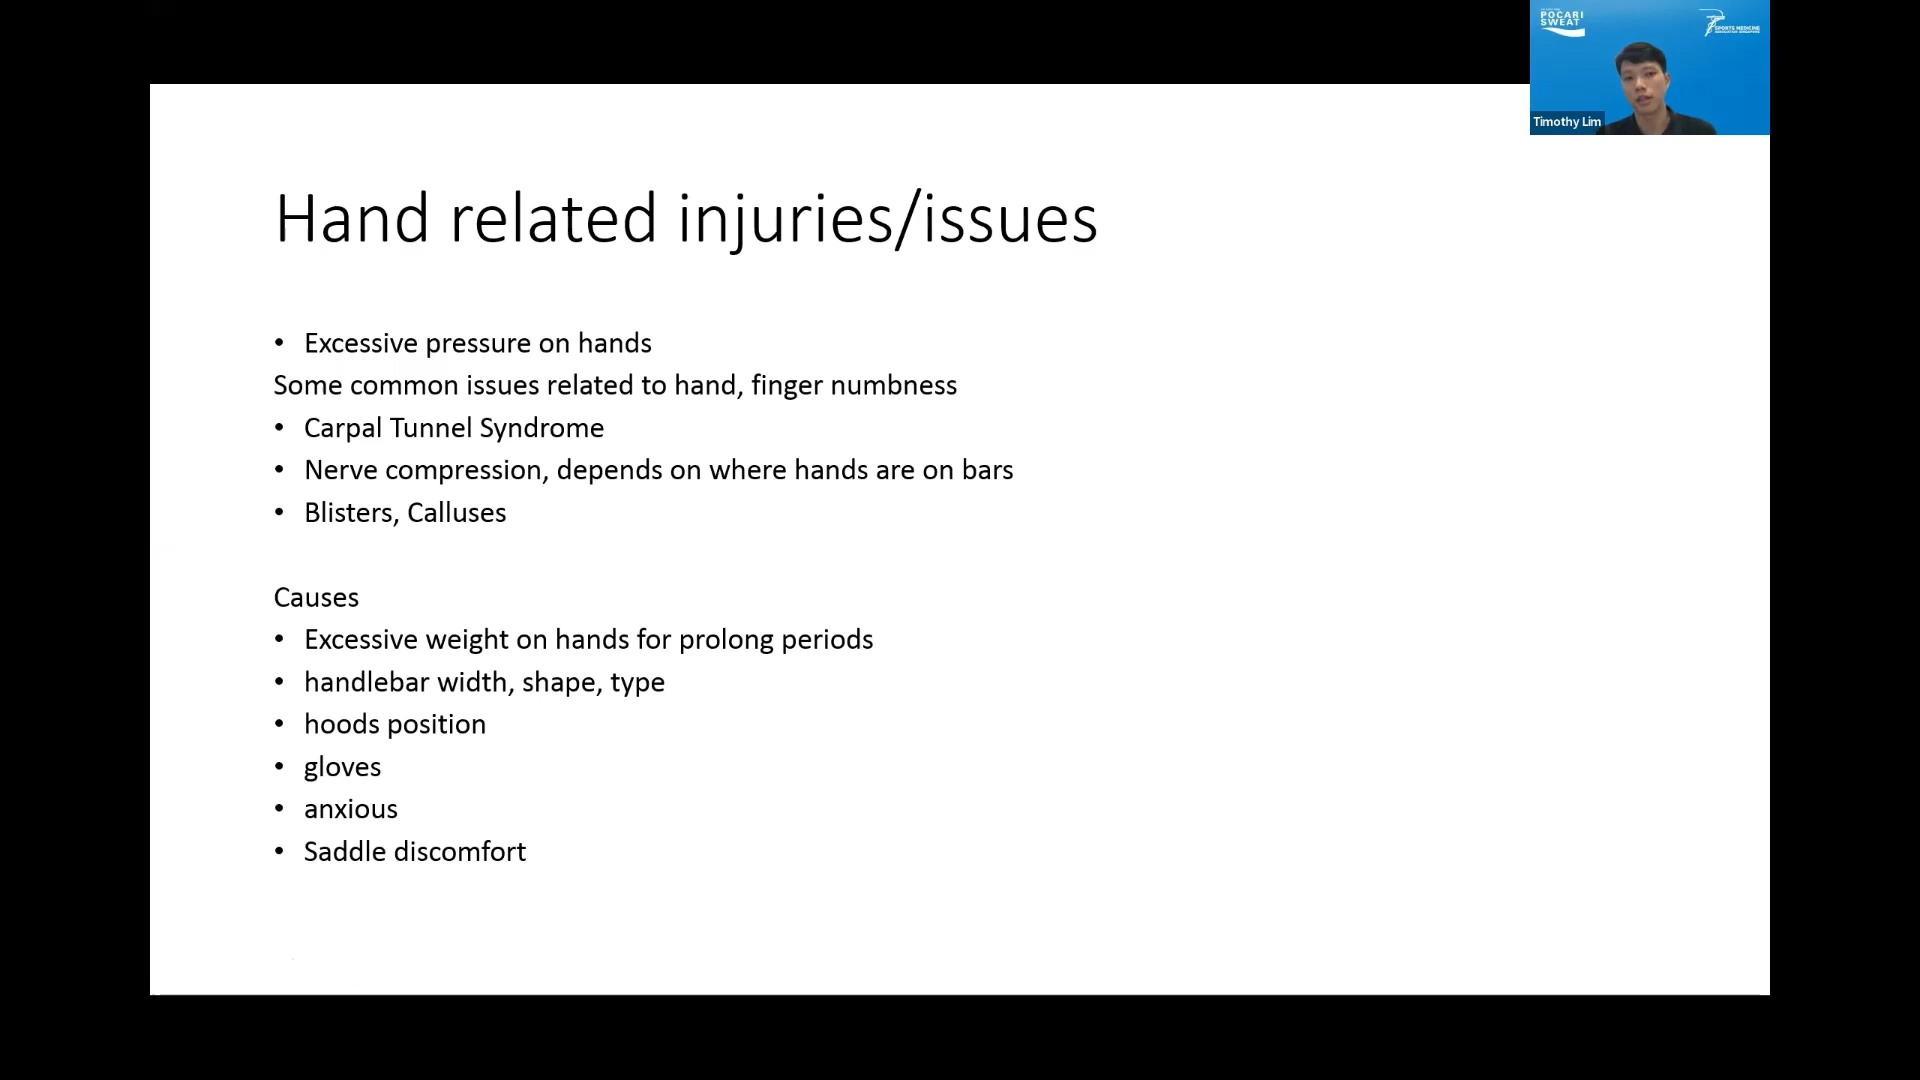 POCARI
SWEAT
SPORTS MEDICINE
ASSOCIATION SINGAPORE
Timothy Lim
Hand related injuries/issues
• Excessive pressure on hands
Some common issues related to hand, finger numbness
• Carpal Tunnel Syndrome
• Nerve compression, depends on where hands are on bars
• Blisters, Calluses
Causes
• Excessive weight on hands for prolong periods
• handlebar width, shape, type
• hoods position
• gloves
• anxious
• Saddle discomfort